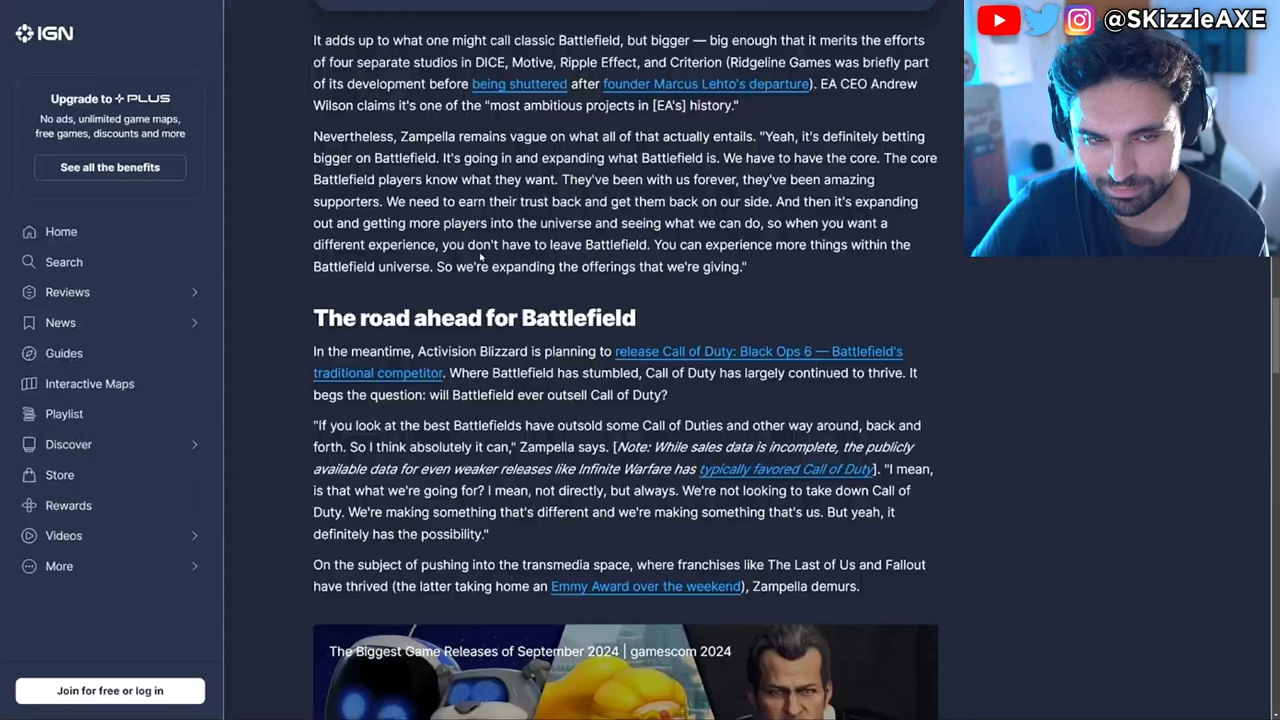 IGN
@SKizzleAXE
Upgrade to PLUS
No ads, unlimited game maps,
free games, discounts and more
See all the benefits
Home
Search
Reviews
News
Guides
Interactive Maps
Playlist
Discover
Store
Rewards
Videos
More
Join for free or log in
It adds up to what one might call classic Battlefield, but bigger — big enough that it merits the efforts
of four separate studios in DICE, Motive, Ripple Effect, and Criterion (Ridgeline Games was briefly part
of its development before being shuttered after founder Marcus Lehto's departure). EA CEO Andrew
Wilson claims it's one of the "most ambitious projects in [EA's] history."
Nevertheless, Zampella remains vague on what all of that actually entails. "Yeah, it's definitely betting
bigger on Battlefield. It's going in and expanding what Battlefield is. We have to have the core. The core
Battlefield players know what they want. They've been with us forever, they've been amazing
supporters. We need to earn their trust back and get them back on our side. And then it's expanding
out and getting more players into the universe and seeing what we can do, so when you want a
different experience, you don't have to leave Battlefield. You can experience more things within the
Battlefield universe. So we're expanding the offerings that we're giving."
The road ahead for Battlefield
In the meantime, Activision Blizzard is planning to release Call of Duty: Black Ops 6 — Battlefield's
traditional competitor. Where Battlefield has stumbled, Call of Duty has largely continued to thrive. It
begs the question: will Battlefield ever outsell Call of Duty?
"If you look at the best Battlefields have outsold some Call of Duties and other way around, back and
forth. So I think absolutely it can," Zampella says. [Note: While sales data is incomplete, the publicly
available data for even weaker releases like Infinite Warfare has typically favored Call of Duty]. "I mean,
is that what we're going for? I mean, not directly, but always. We're not looking to take down Call of
Duty. We're making something that's different and we're making something that's us. But yeah, it
definitely has the possibility."
On the subject of pushing into the transmedia space, where franchises like The Last of Us and Fallout
have thrived (the latter taking home an Emmy Award over the weekend), Zampella demurs.
The Biggest Game Releases of September 2024 | gamescom 2024